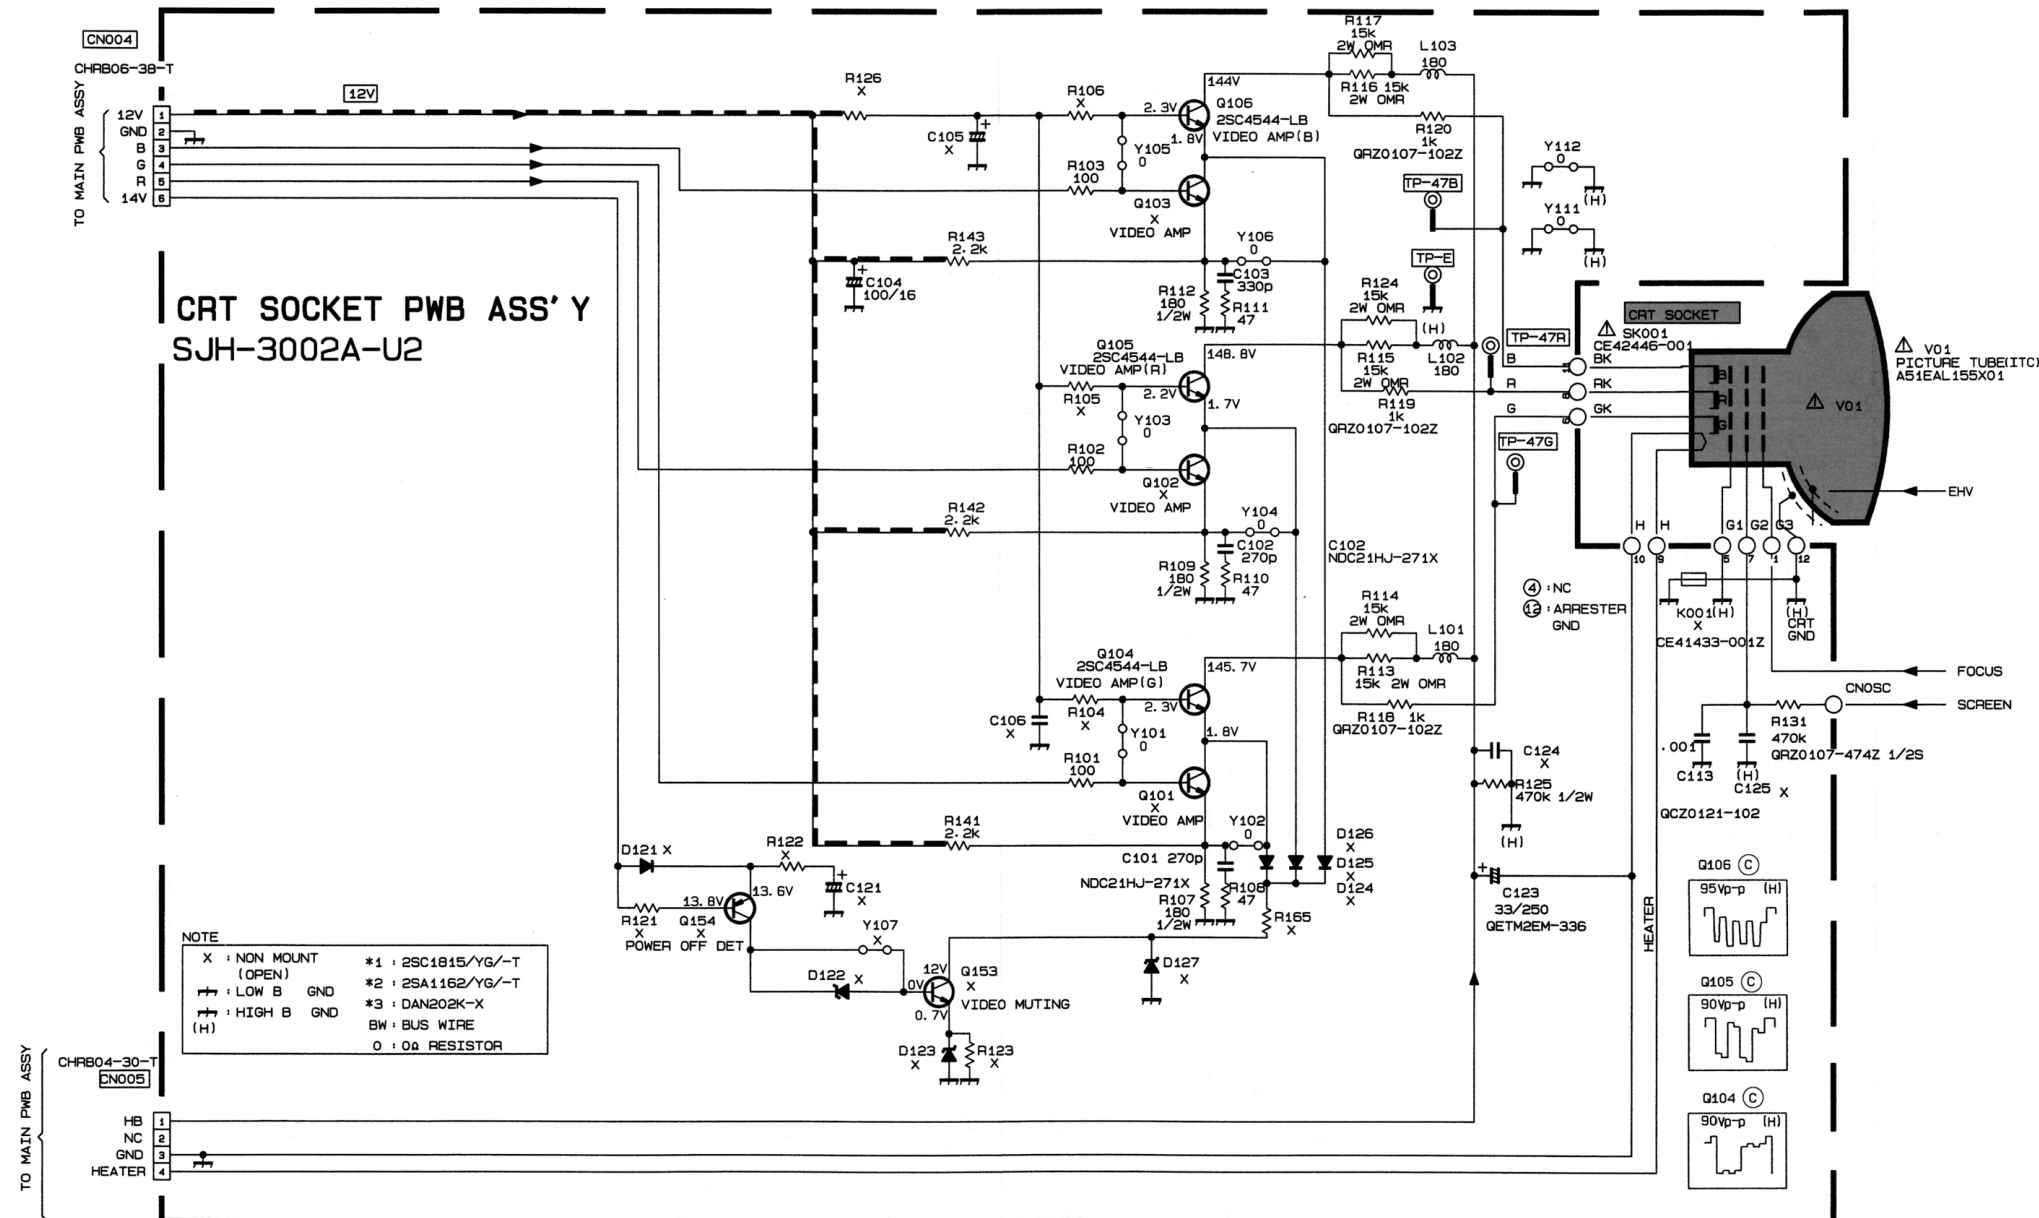 CN004
CHRB06-38-T
TO MAIN PWB ASSY
12V 1
GND 2
B 3
G 4
R 5
14V 6
12V
CRT SOCKET PWB ASS'Y
SJH-3002A-U2
R126
C105
X
R106
X
Y105
0
R103
100
2.3V
1.8V
144V
Q106
2SC4544-LB
VIDEO AMP(B)
Q103
X
VIDEO AMP
R143
2.2k
C104
100/16
Y106
0
C103
330p
R112
180
1/2W
R111
47
R117
15k
2W OMR
L103
180
R116 15k
2W OMR
R120
1k
QRZ0107-102Z
TP-47B
TP-E
(H)
Y112
0
(H)
Y111
0
(H)
Q105
2SC4544-LB
VIDEO AMP(R)
148.8V
2.2V
1.7V
R105
X
Y103
0
R102
100
Q102
X
VIDEO AMP
R142
2.2k
Y104
0
C102
270p
R109
180
1/2W
R110
47
C102
NDC21HJ-271X
R124
15k
2W OMR
R115
15k
2W OMR
L102
180
R119
1k
QRZ0107-102Z
TP-47R
TP-47G
B
R
G
11
8
6
BK
RK
GK
CRT SOCKET
SK001
CE42446-001
B
R
G
V01
V01
PICTURE TUBE(ITC)
A51EAL155X01
EHV
H
H
G1
G2
G3
10
9
5
7
1
12
4 : NC
12 : ARRESTER
GND
K001(H)
X
CE41433-001Z
(H)
CRT
GND
FOCUS
CNOSC
SCREEN
R131
470k
QRZ0107-474Z 1/2S
.001
C113
(H)
C125 X
QCZ0121-102
Q104
2SC4544-LB
VIDEO AMP(G)
145.7V
2.3V
1.8V
C106
X
R104
X
Y101
0
R101
100
Q101
X
VIDEO AMP
R141
2.2k
Y102
0
C101 270p
NDC21HJ-271X
R107
180
1/2W
R108
47
R114
15k
2W OMR
L101
180
R113
15k 2W OMR
R118 1k
QRZ0107-102Z
C124
X
R125
470k 1/2W
(H)
D126
X
D125
X
D124
X
R165
X
C123
33/250
QETM2EM-336
HEATER
D121 X
R122
X
C121
X
13.6V
13.8V
R121
X
Q154
X
POWER OFF DET
Y107
X
D122 X
12V
0V
0.7V
Q153
X
VIDEO MUTING
D127
X
D123
X
R123
X
NOTE
X : NON MOUNT
(OPEN)
: LOW B GND
: HIGH B GND
(H)
*1 : 2SC1815/YG/-T
*2 : 2SA1162/YG/-T
*3 : DAN202K-X
BW : BUS WIRE
0 : 0Ω RESISTOR
Q106 C
95Vp-p (H)
Q105 C
90Vp-p (H)
Q104 C
90Vp-p (H)
TO MAIN PWB ASSY
CHRB04-30-T
CN005
HB 1
NC 2
GND 3
HEATER 4